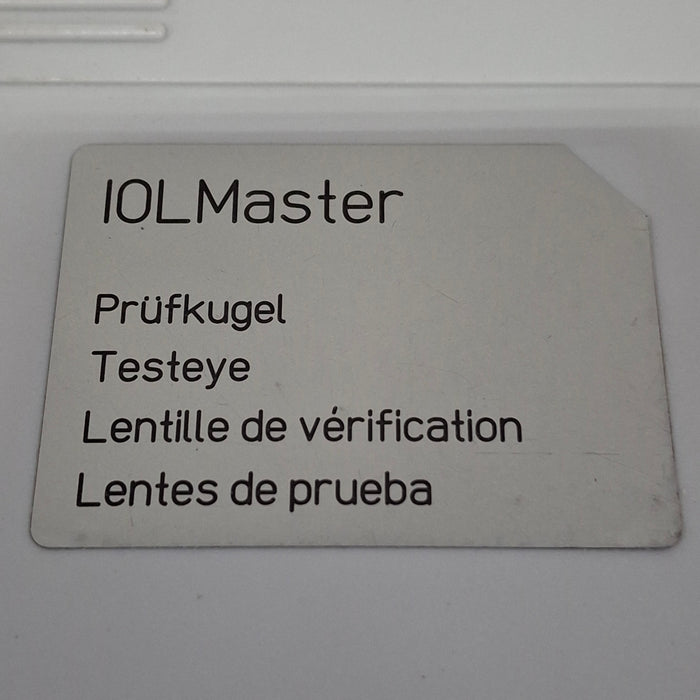 IOLMaster
Prüfkugel
Testeye
Lentille de vérification
Lentes de prueba